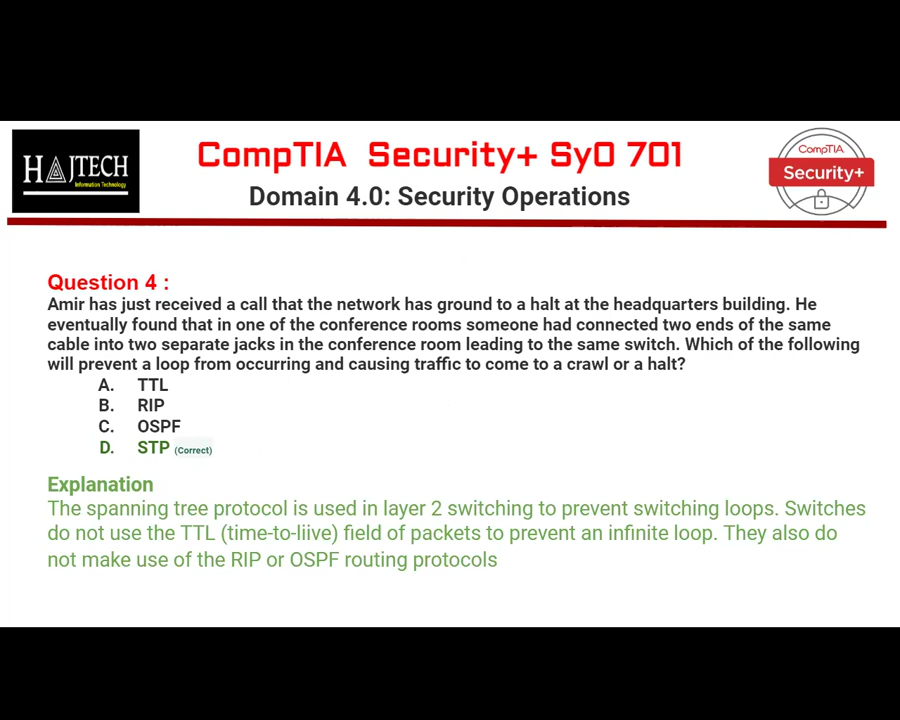 HAJTECH
Information Technology
CompTIA Security+ SyO 701
Domain 4.0: Security Operations
CompTIA
Security+
Question 4 :
Amir has just received a call that the network has ground to a halt at the headquarters building. He
eventually found that in one of the conference rooms someone had connected two ends of the same
cable into two separate jacks in the conference room leading to the same switch. Which of the following
will prevent a loop from occurring and causing traffic to come to a crawl or a halt?
A. TTL
B. RIP
C. OSPF
D. STP (Correct)
Explanation
The spanning tree protocol is used in layer 2 switching to prevent switching loops. Switches
do not use the TTL (time-to-liive) field of packets to prevent an infinite loop. They also do
not make use of the RIP or OSPF routing protocols